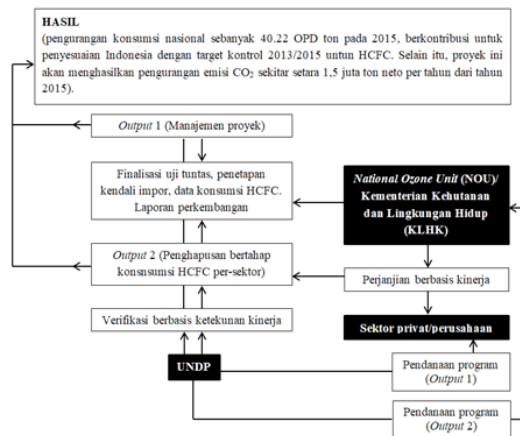 HASIL
(pengurangan konsumsi nasional sebanyak 40.22 OPD ton pada 2015, berkontribusi untuk
penyesuaian Indonesia dengan target kontrol 2013/2015 untun HCFC. Selain itu, proyek
ini akan menghasilkan pengurangan emisi CO₂ sekitar setara 1,5 juta ton neto per tahun dari tahun
2015).
Output 1 (Manajemen proyek)
Finalisasi uji tuntas, penetapan
kendali impor, data konsumsi HCFC.
Laporan perkembangan
National Ozone Unit (NOU)/
Kementerian Kehutanan
dan Lingkungan Hidup
(KLHK)
Output 2 (Penghapusan bertahap
konsnsumsi HCFC per-sektor)
Perjanjian berbasis kinerja
Verifikasi berbasis ketekunan kinerja
Sektor privat/perusahaan
UNDP
Pendanaan program
(Output 1)
Pendanaan program
(Output 2)